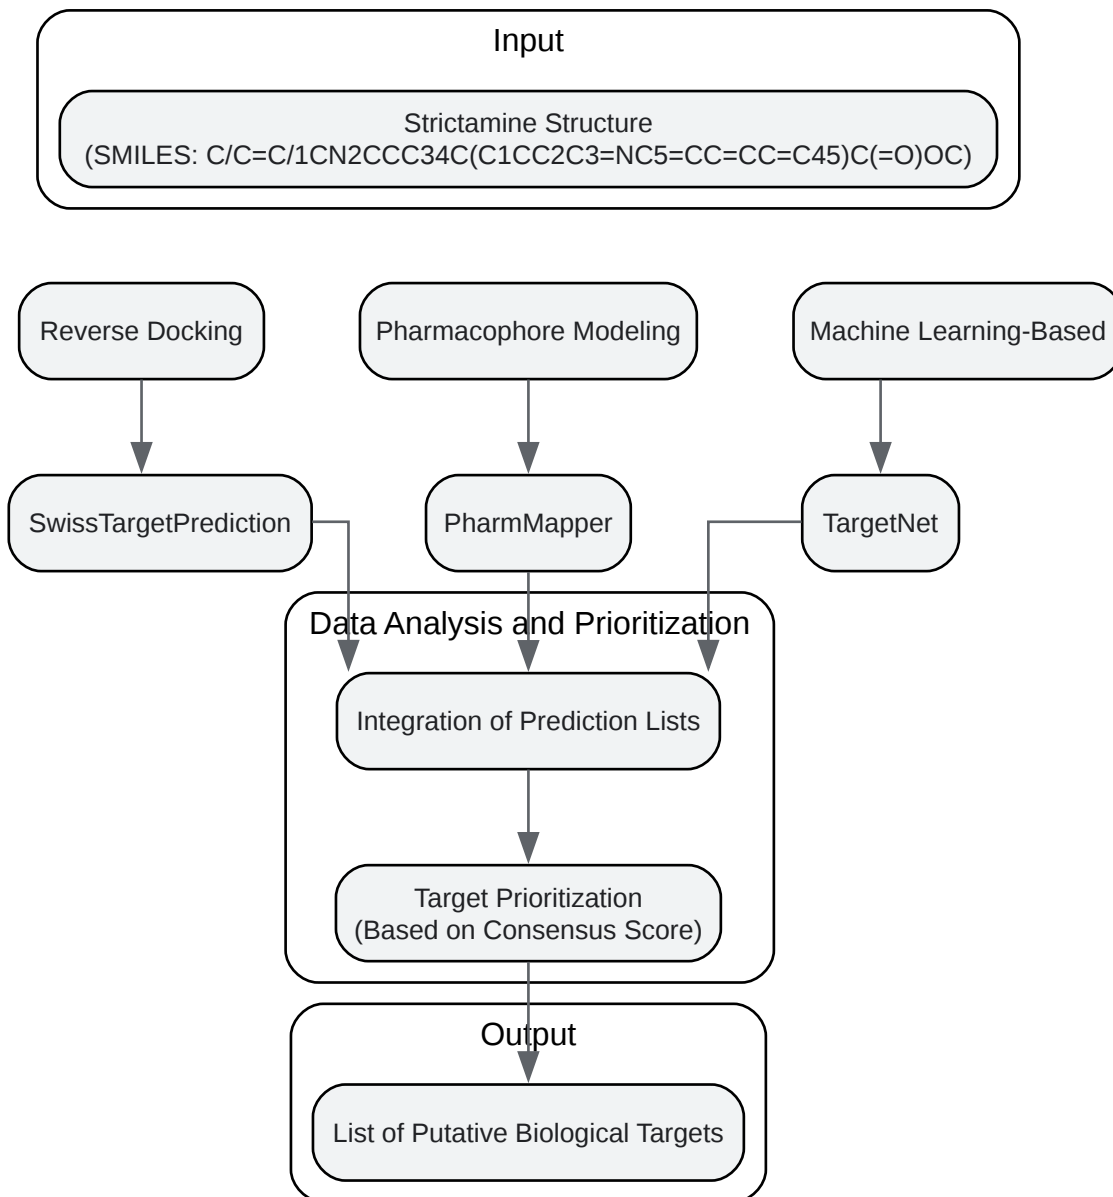 Input
Strictamine Structure
(SMILES: C/C=C/1CN2CCC34C(C1CC2C3=NC5=CC=CC=C45)C(=O)OC)
Reverse Docking
Pharmacophore Modeling
Machine Learning-Based
SwissTargetPrediction
PharmMapper
TargetNet
Data Analysis and Prioritization
Integration of Prediction Lists
Target Prioritization
(Based on Consensus Score)
Output
List of Putative Biological Targets